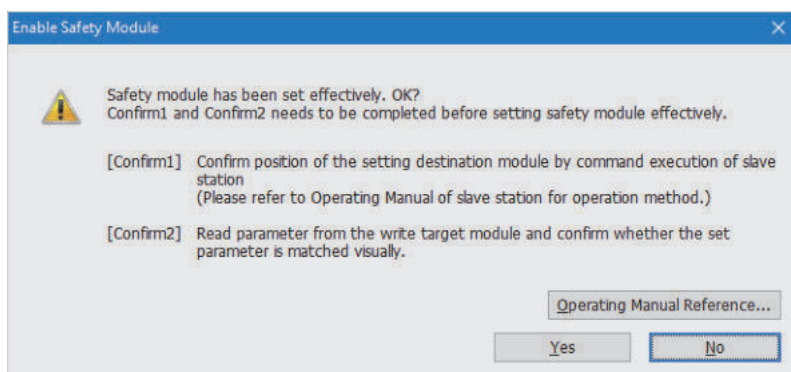 Enable Safety Module
Safety module has been set effectively. OK?
Confirm1 and Confirm2 needs to be completed before setting safety module effectively.
[Confirm1] Confirm position of the setting destination module by command execution of slave
station
(Please refer to Operating Manual of slave station for operation method.)
[Confirm2] Read parameter from the write target module and confirm whether the set
parameter is matched visually.
Operating Manual Reference...
Yes No